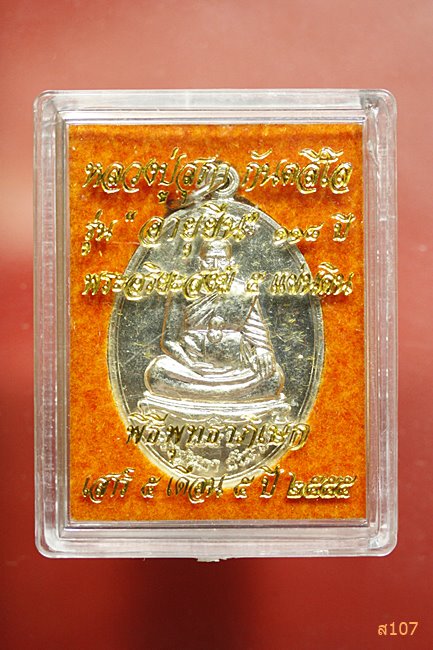 หลวงปู่สุภา กันตสีโล
รุ่น “อายุยืน” ๑๑๕ ปี
พระอริยะสงฆ์ ๕ แผ่นดิน
พิธีพุทธาภิเษก
เสาร์ ๕ เดือน ๕ ปี ๒๕๕๕
ส107